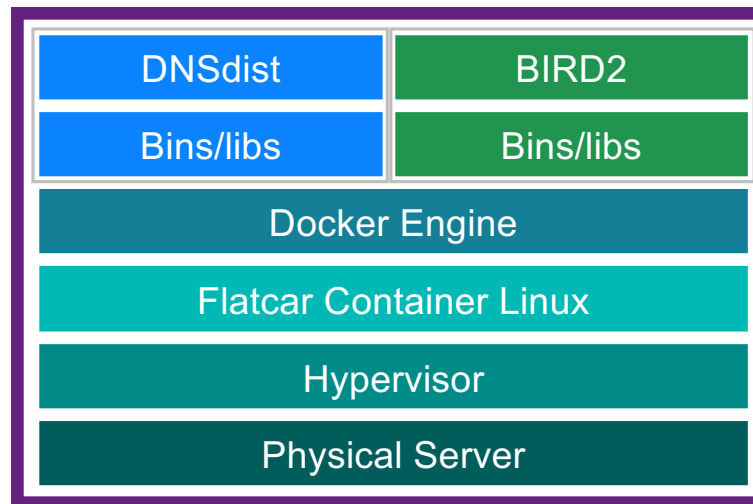 DNSdist
BIRD2
Bins/libs
Bins/libs
Docker Engine
Flatcar Container Linux
Hypervisor
Physical Server